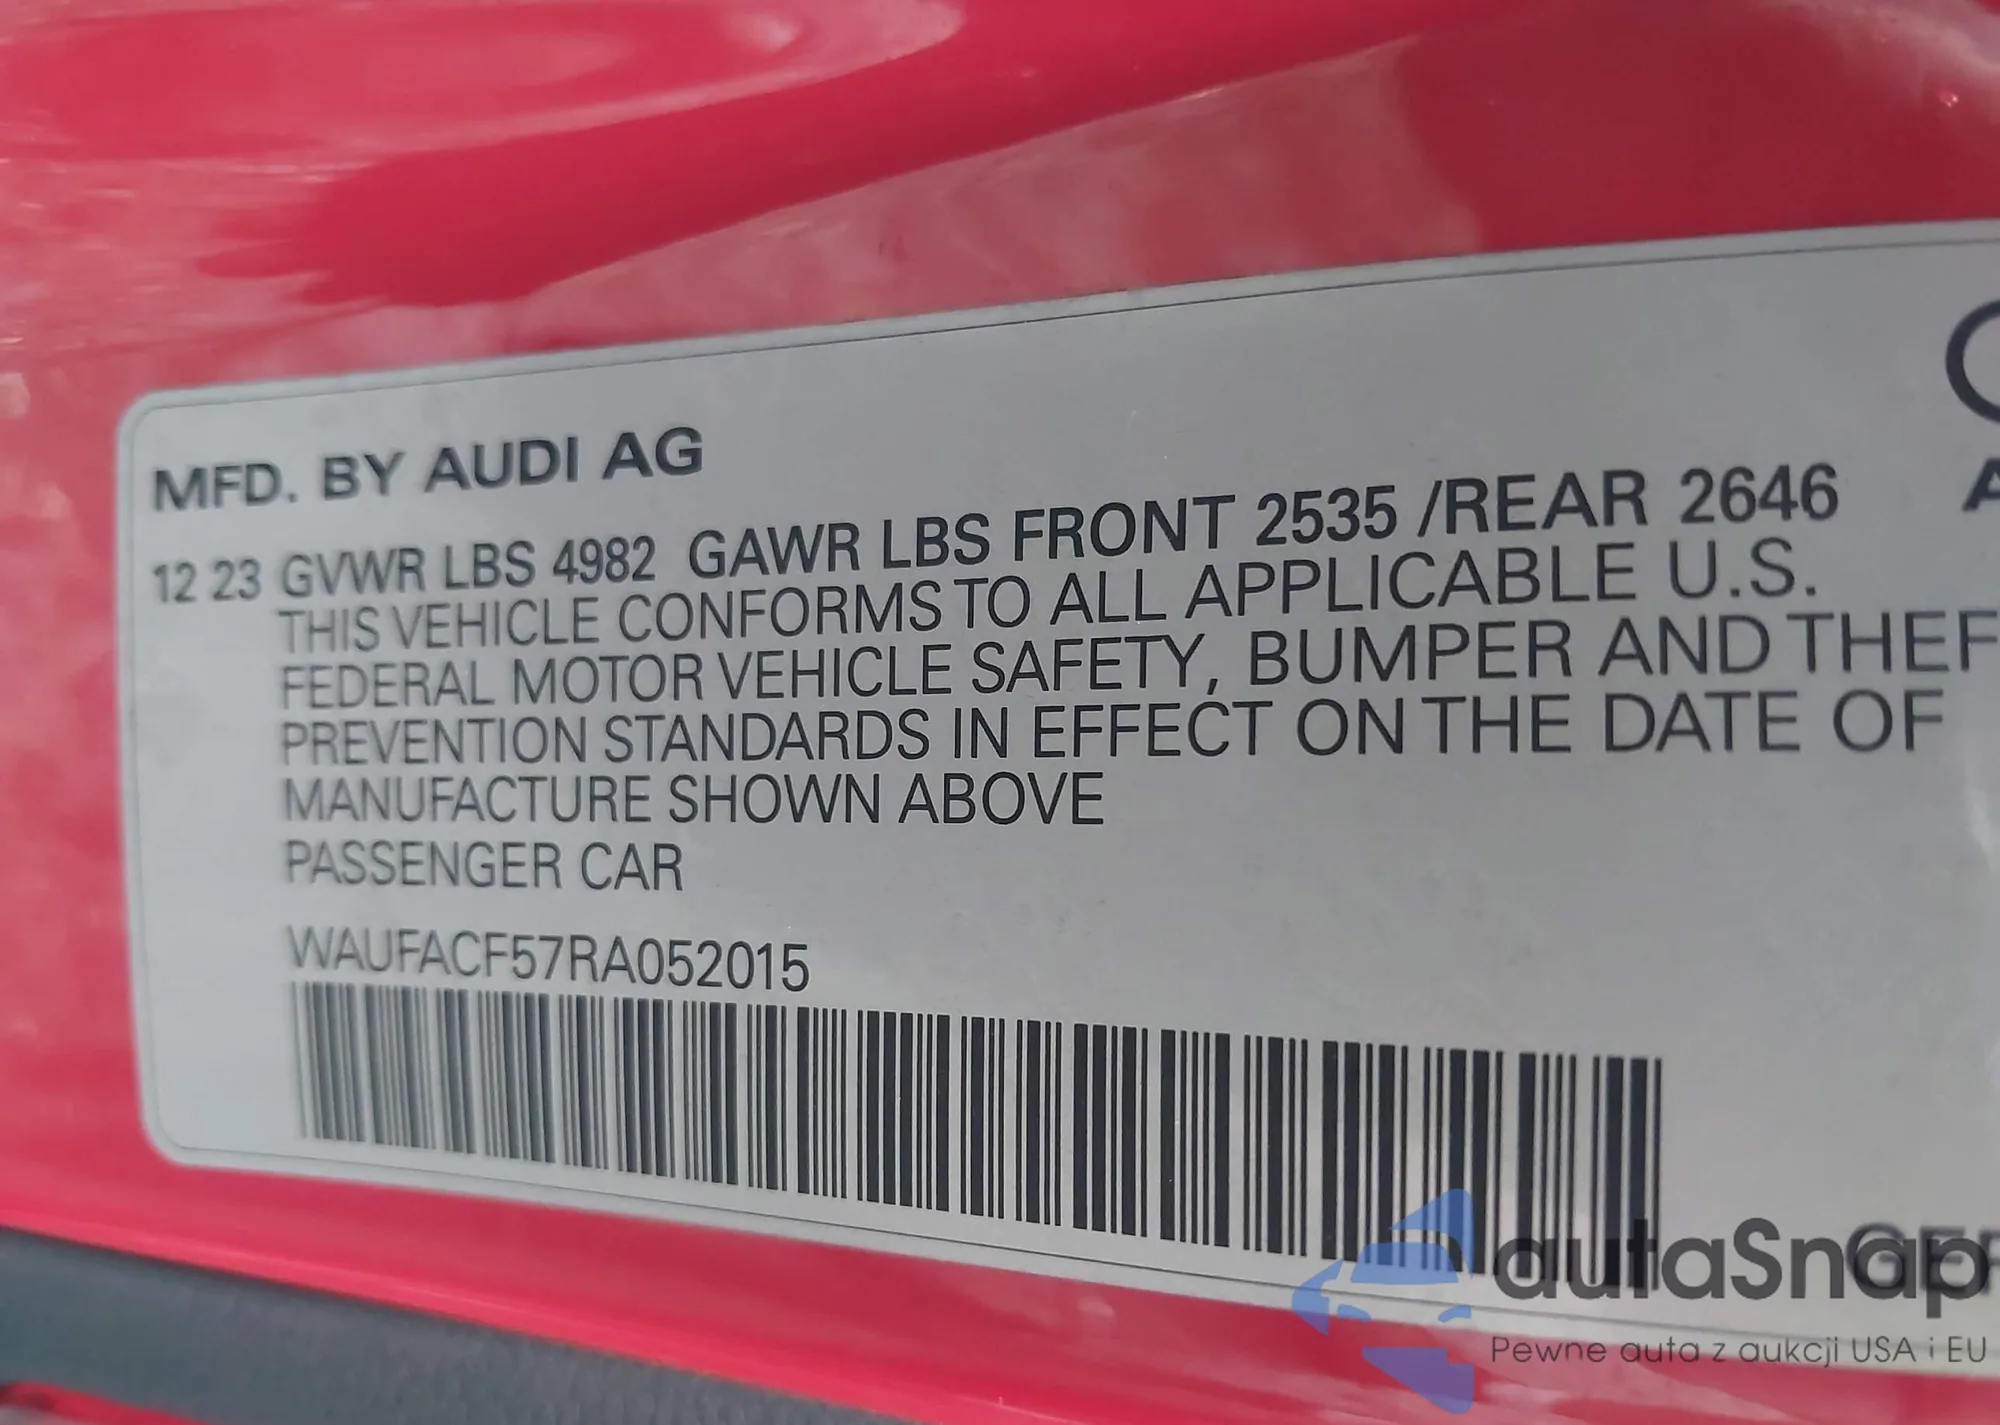 MFD. BY AUDI AG
12 23 GVWR LBS 4982 GAWR LBS FRONT 2535 /REAR 2646
THIS VEHICLE CONFORMS TO ALL APPLICABLE U.S.
FEDERAL MOTOR VEHICLE SAFETY, BUMPER AND THEF
PREVENTION STANDARDS IN EFFECT ON THE DATE OF
MANUFACTURE SHOWN ABOVE
PASSENGER CAR
WAUFACF57RA052015
autaSnap
Pewne auta z aukcji USA i EU